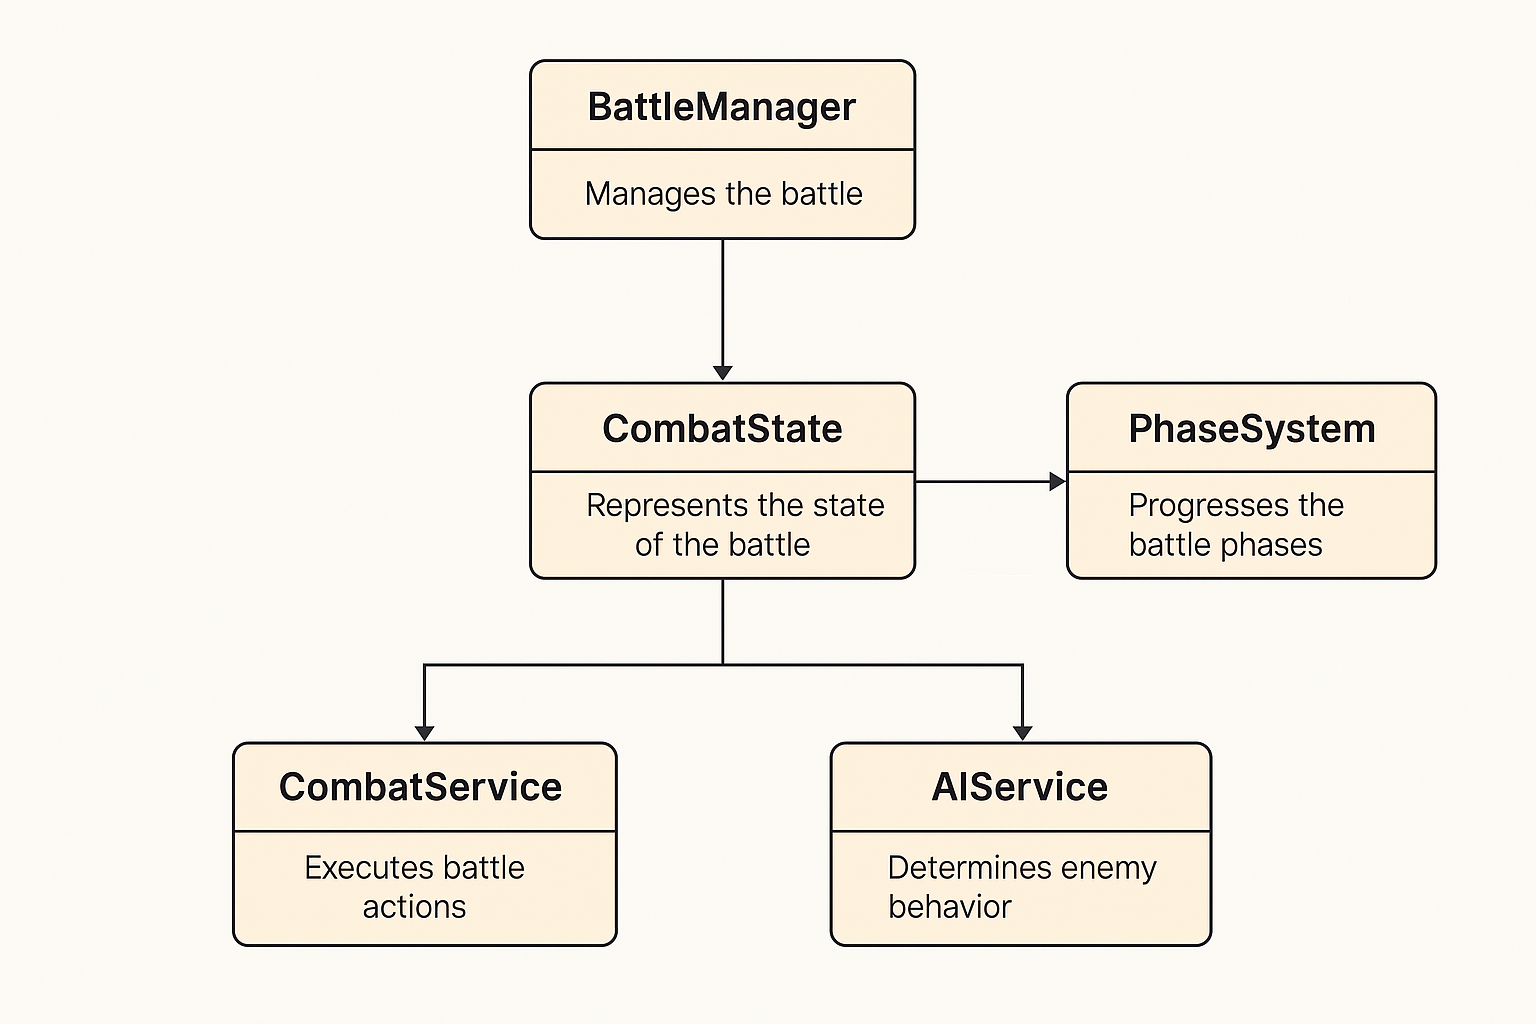 BattleManager
Manages the battle
CombatState
Represents the state
of the battle
PhaseSystem
Progresses the
battle phases
CombatService
Executes battle
actions
AIService
Determines enemy
behavior